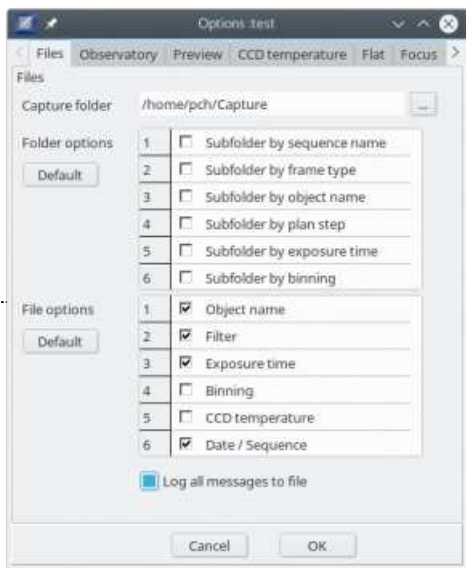 Options :test
Files Observatory Preview CCD temperature Flat Focus
Files
Capture folder /home/pch/Capture ...
Folder options
Default
1 Subfolder by sequence name
2 Subfolder by frame type
3 Subfolder by object name
4 Subfolder by plan step
5 Subfolder by exposure time
6 Subfolder by binning
File options
Default
1 Object name
2 Filter
3 Exposure time
4 Binning
5 CCD temperature
6 Date / Sequence
Log all messages to file
Cancel OK